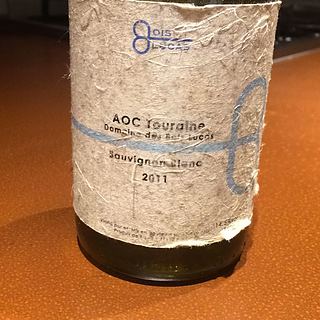 BOIS
LUCAS
AOC Touraine
Domaine des Bois Lucas
Sauvignon Blanc
2011